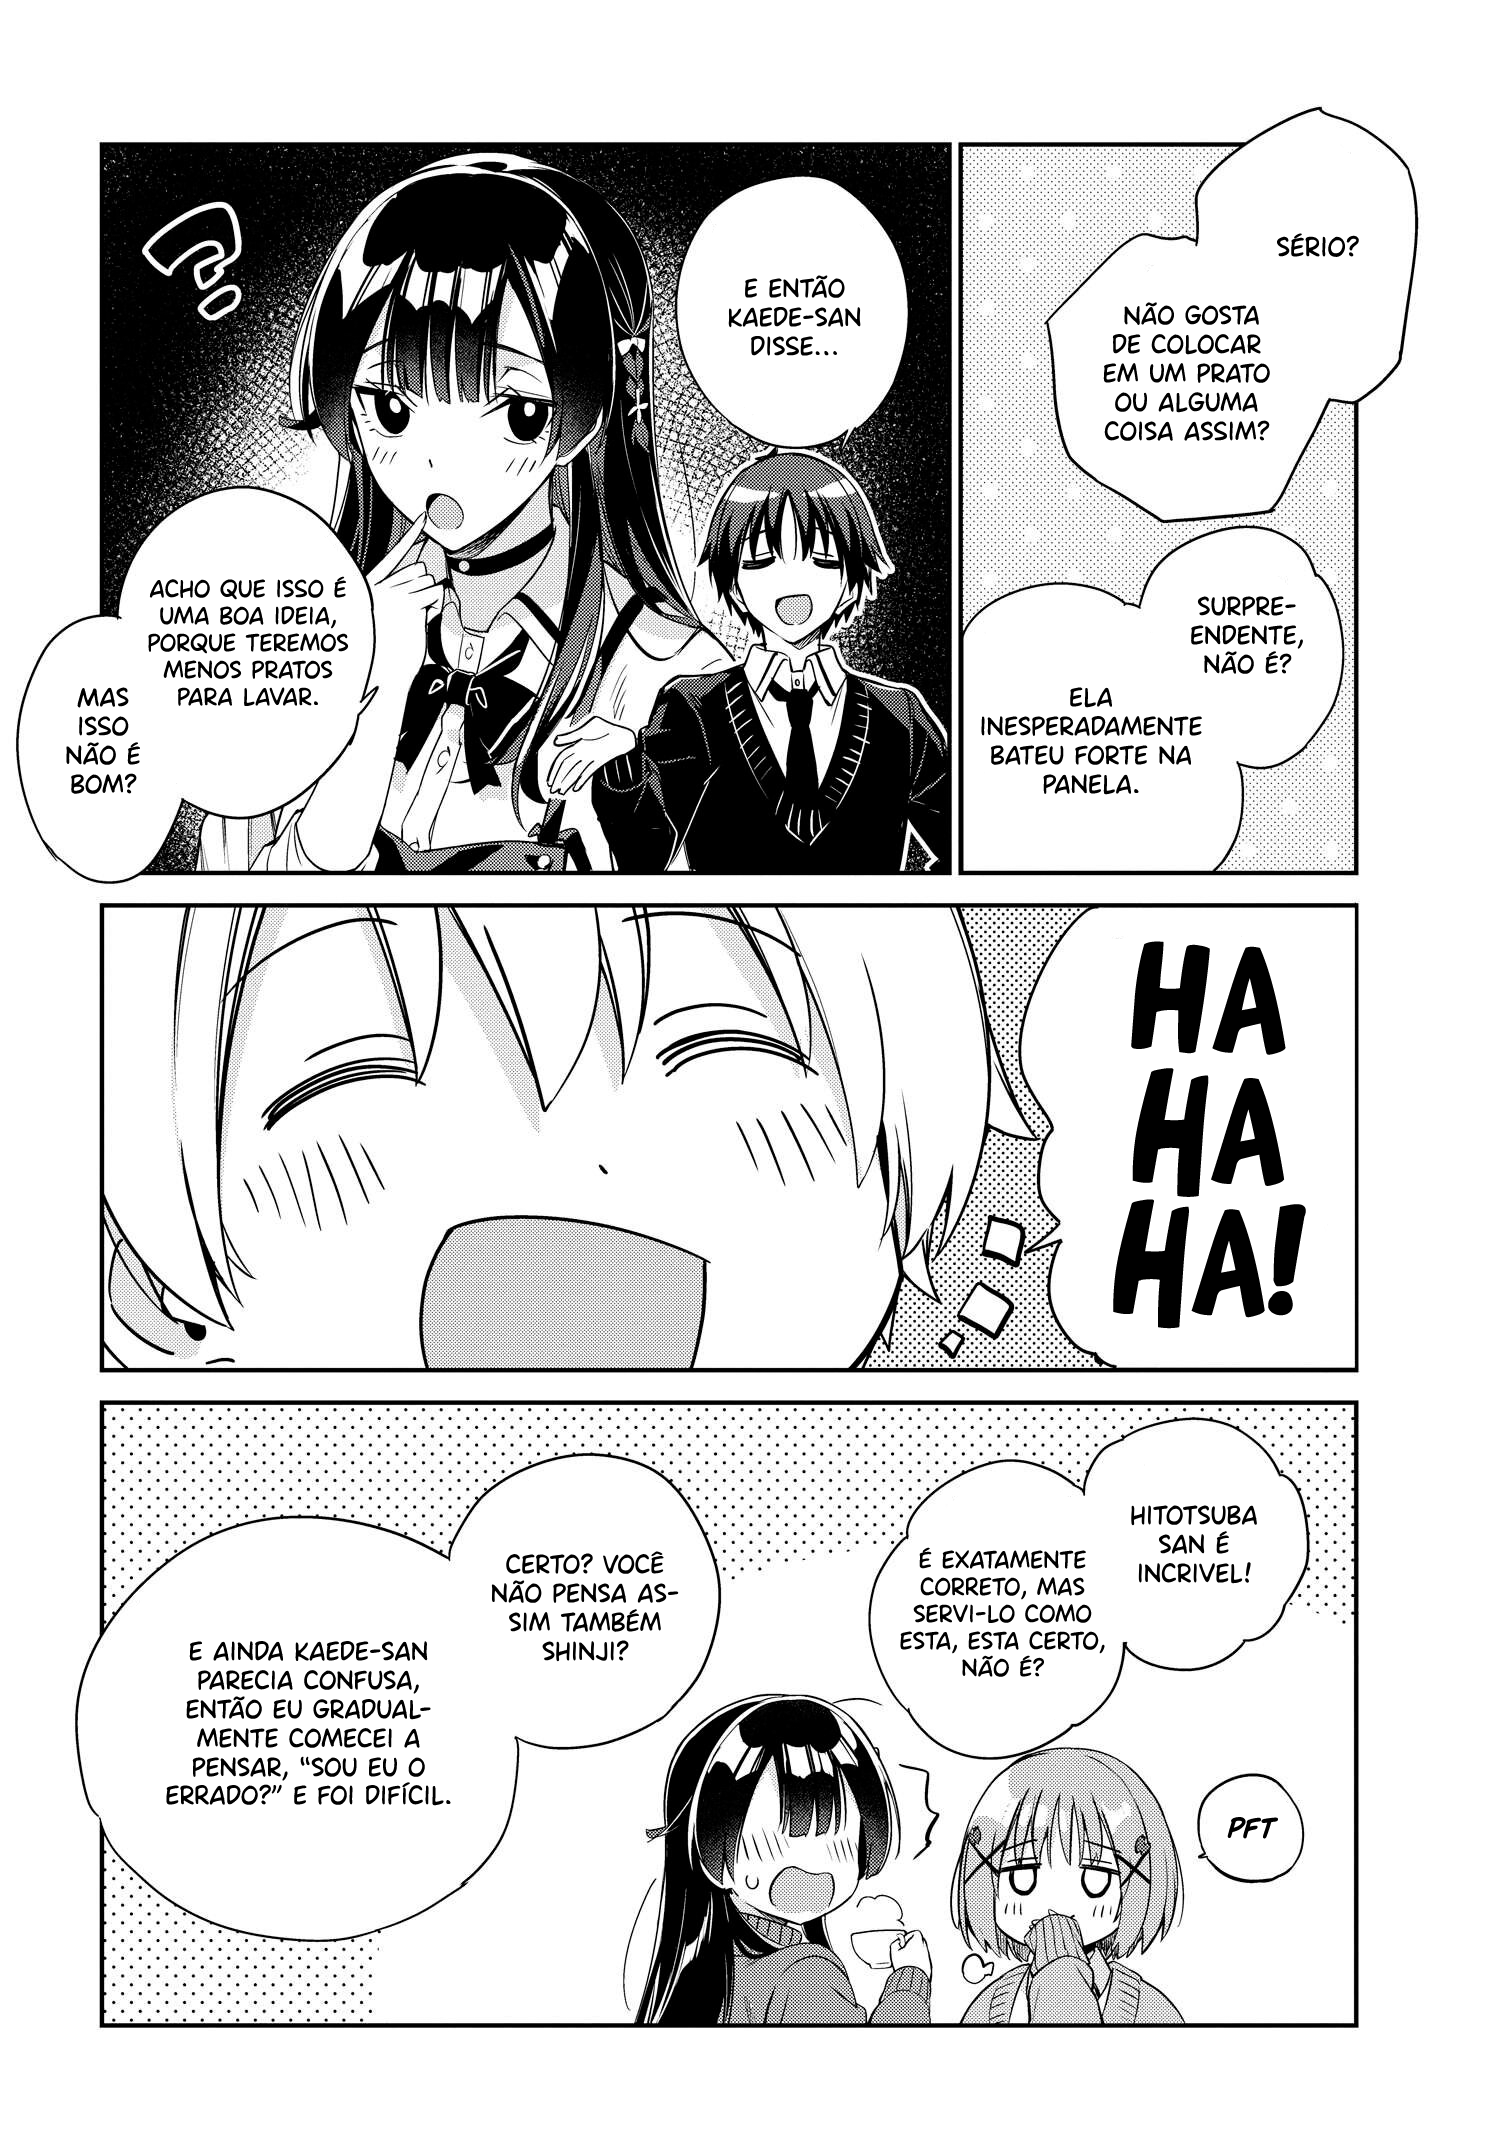 SÉRIO?
NÃO GOSTA
DE COLOCAR
EM UM PRATO
OU ALGUMA
COISA ASSIM?
SURPRE-
ENDENTE,
NÃO É?
ELA
INESPERADAMENTE
BATEU FORTE NA
PANELA.
E ENTÃO
KAEDE-SAN
DISSE...
?
ACHO QUE ISSO É
UMA BOA IDEIA,
PORQUE TEREMOS
MENOS PRATOS
PARA LAVAR.
MAS
ISSO
NÃO É
BOM?
HA
HA
HA!
HITOTSUBA
SAN É
INCRIVEL!
É EXATAMENTE
CORRETO, MAS
SERVI-LO COMO
ESTA, ESTA CERTO,
NÃO É?
CERTO? VOCÊ
NÃO PENSA AS-
SIM TAMBÉM
SHINJI?
E AINDA KAEDE-SAN
PARECIA CONFUSA,
ENTÃO EU GRADUAL-
MENTE COMECEI A
PENSAR, “SOU EU O
ERRADO?” E FOI DIFÍCIL.
PFT